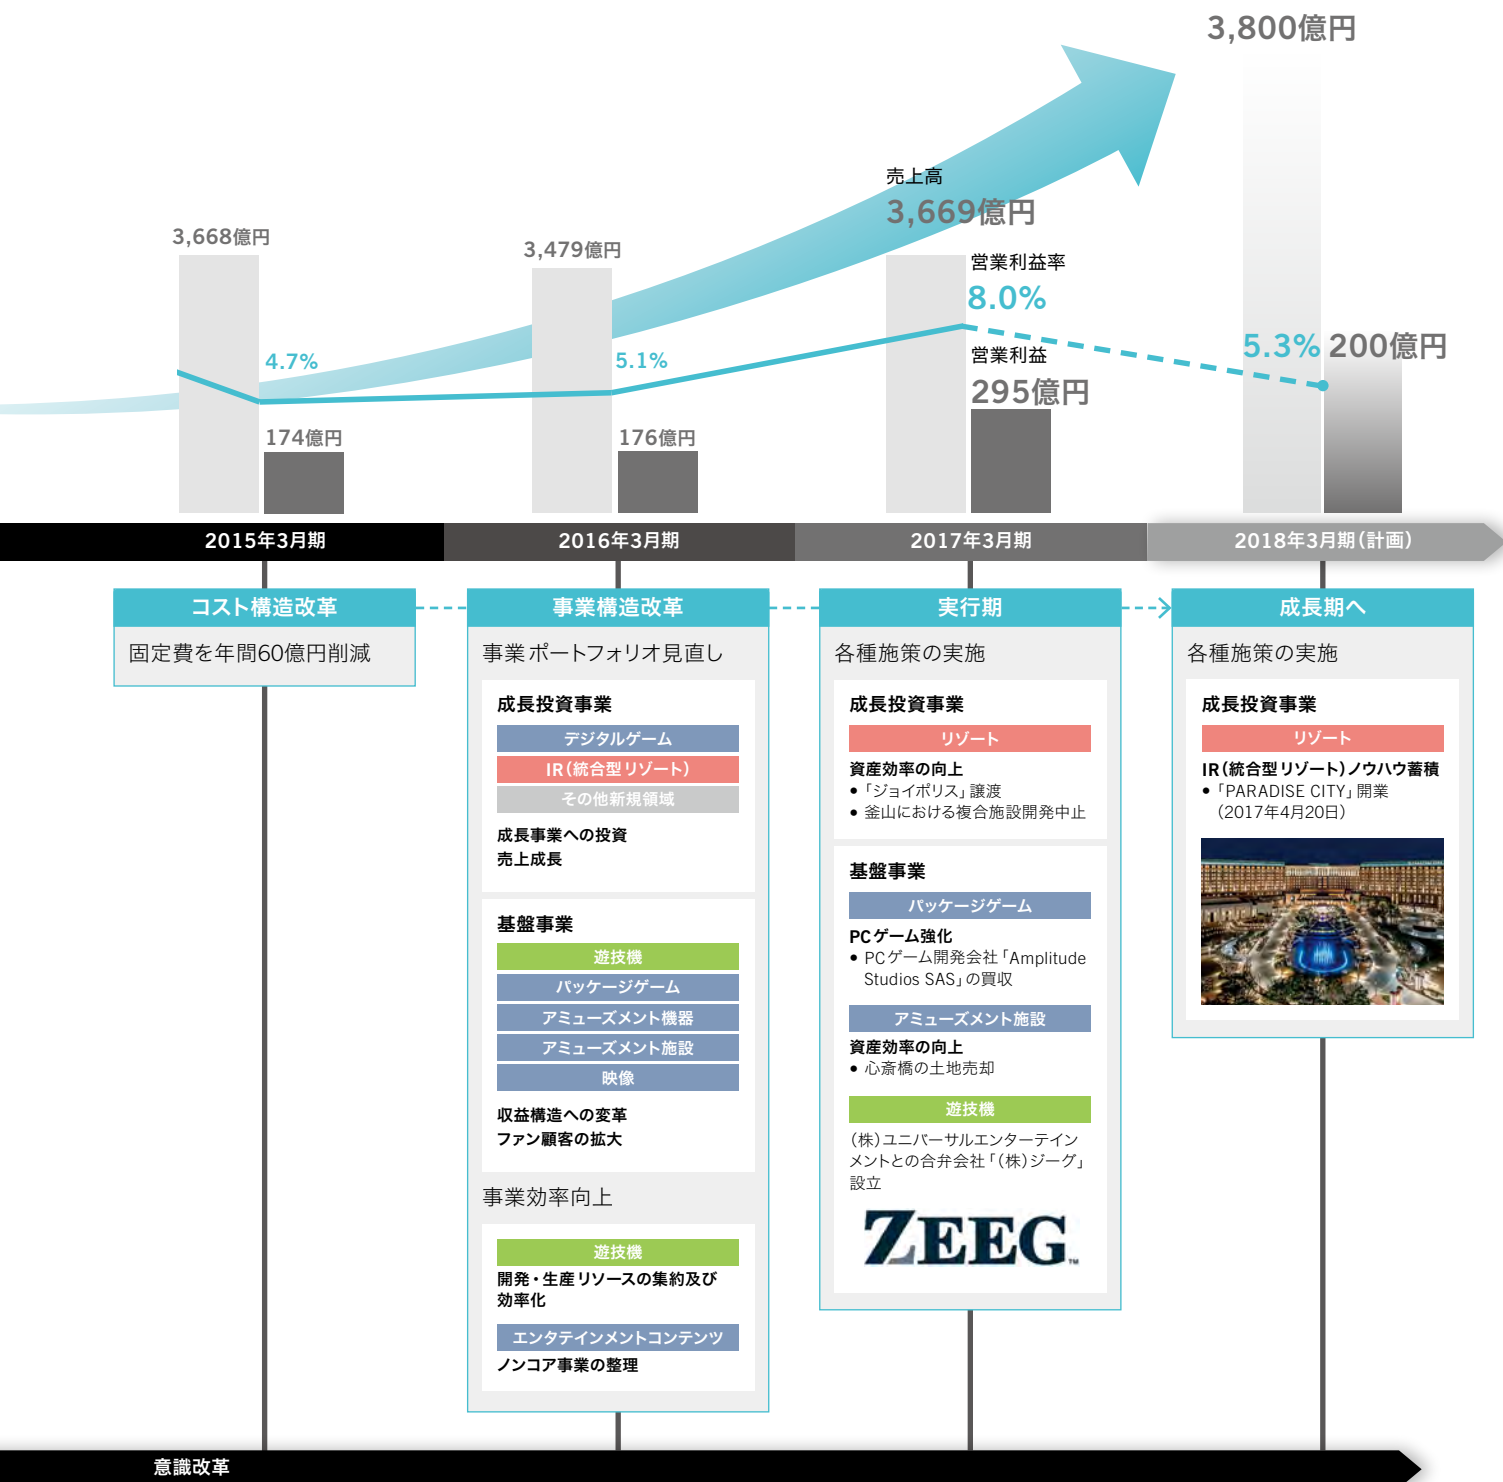 3,800億円
売上高
3,669億円
3,668億円
3,479億円
営業利益率
8.0%
4.7%
5.1%
営業利益
295億円
5.3% 200億円
174億円
176億円
2015年3月期
2016年3月期
2017年3月期
2018年3月期(計画)
コスト構造改革
固定費を年間60億円削減
事業構造改革
事業ポートフォリオ見直し
成長投資事業
デジタルゲーム
IR(統合型リゾート)
その他新規領域
成長事業への投資
売上成長
基盤事業
遊技機
パッケージゲーム
アミューズメント機器
アミューズメント施設
映像
収益構造への変革
ファン顧客の拡大
事業効率向上
遊技機
開発・生産リソースの集約及び
効率化
エンタテインメントコンテンツ
ノンコア事業の整理
実行期
各種施策の実施
成長投資事業
リゾート
資産効率の向上
● 「ジョイポリス」譲渡
● 釜山における複合施設開発中止
基盤事業
パッケージゲーム
PCゲーム強化
● PCゲーム開発会社「Amplitude
Studios SAS」の買収
アミューズメント施設
資産効率の向上
● 心斎橋の土地売却
遊技機
(株)ユニバーサルエンターテイン
メントとの合弁会社「(株)ジーグ」
設立
ZEEG™
成長期へ
各種施策の実施
成長投資事業
リゾート
IR(統合型リゾート)ノウハウ蓄積
● 「PARADISE CITY」開業
(2017年4月20日)
意識改革